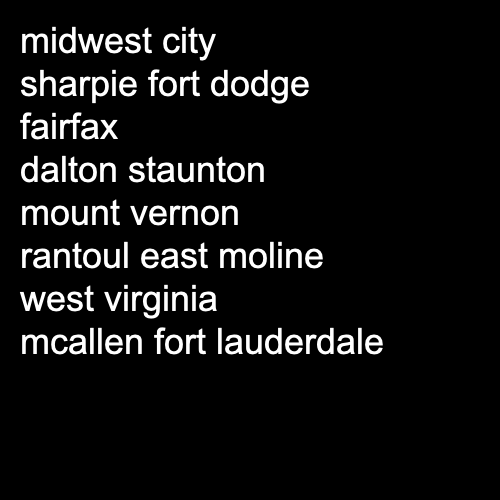 midwest city
sharpie fort dodge
fairfax
dalton staunton
mount vernon
rantoul east moline
west virginia
mcallen fort lauderdale